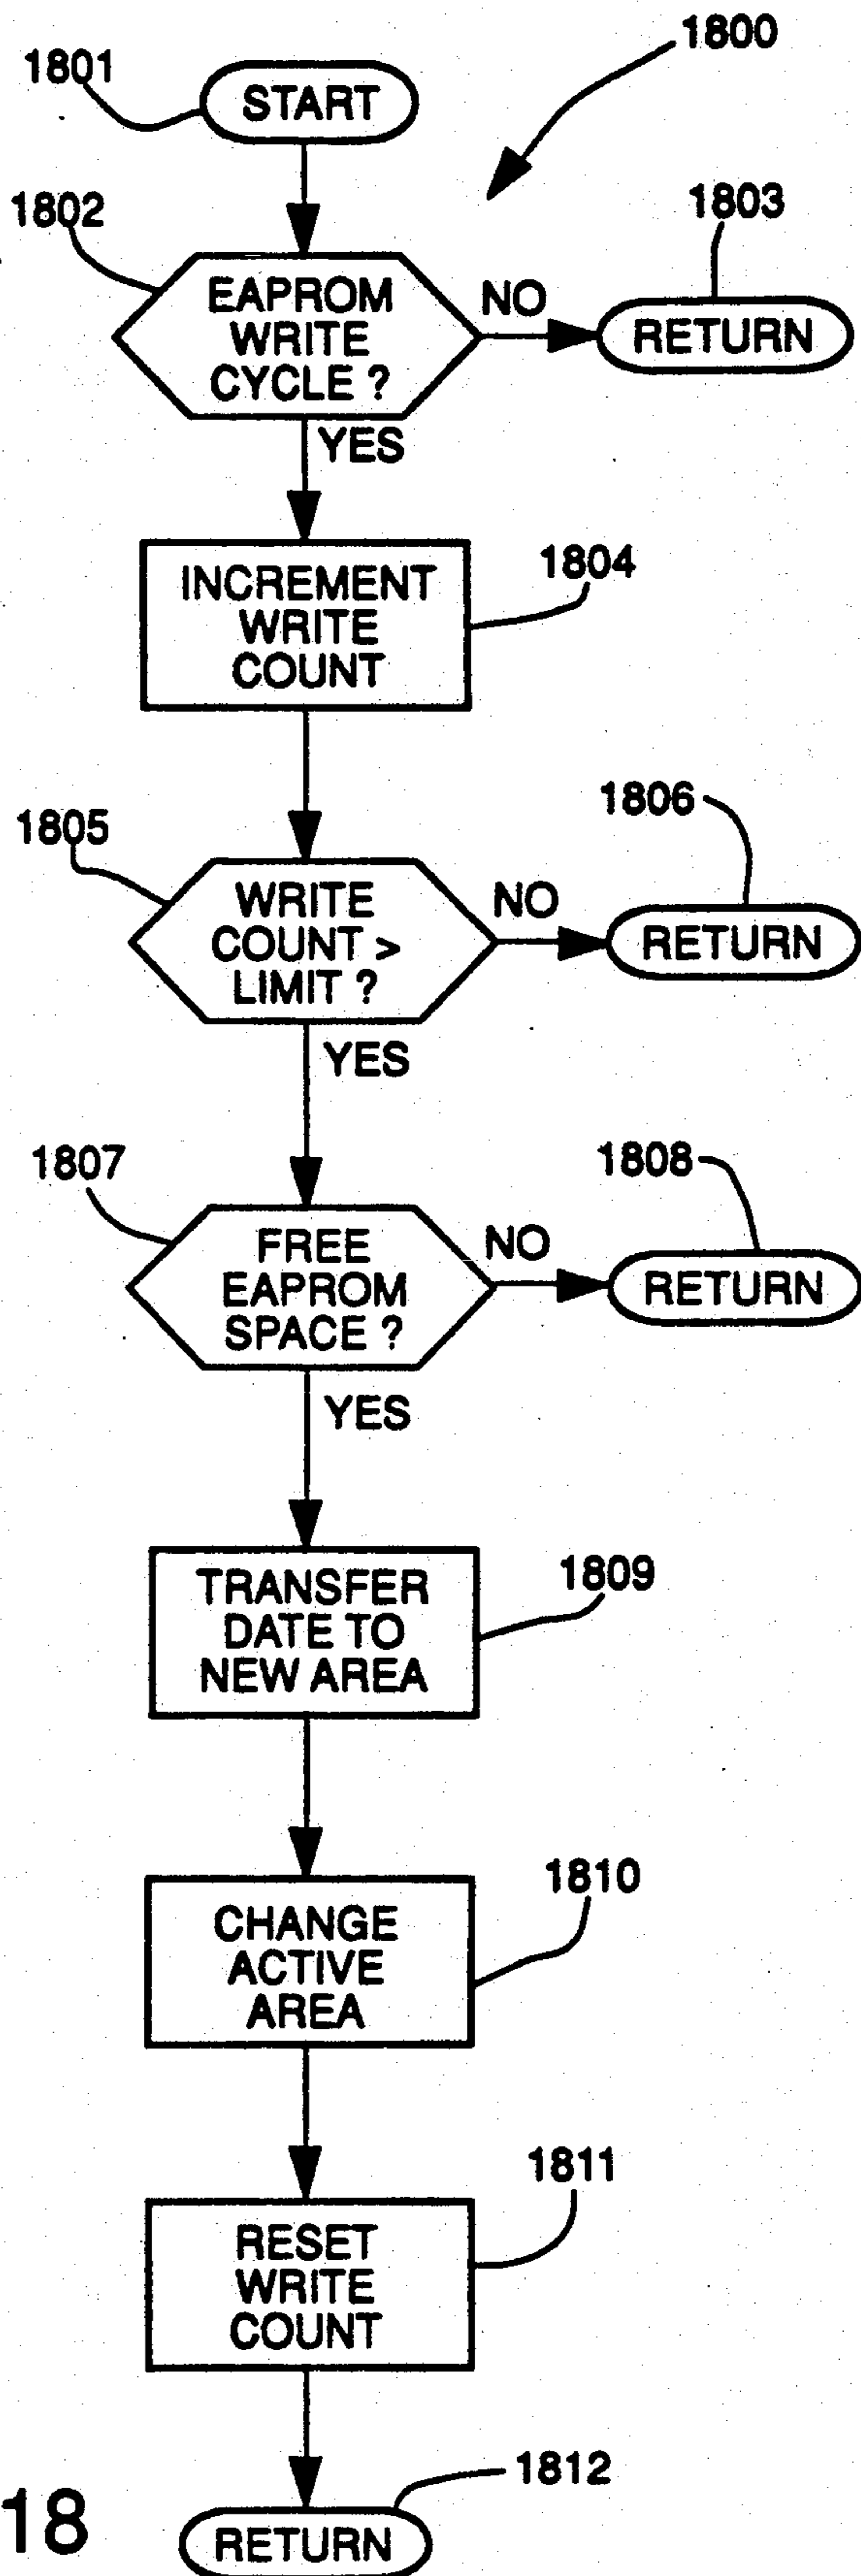 1800
1801
START
1802
1803
EAPROM
WRITE
CYCLE ?
NO
RETURN
YES
INCREMENT
WRITE
COUNT
1804
1805
1806
WRITE
COUNT >
LIMIT ?
NO
RETURN
YES
1807
1808
FREE
EAPROM
SPACE ?
NO
RETURN
YES
TRANSFER
DATE TO
NEW AREA
1809
CHANGE
ACTIVE
AREA
1810
RESET
WRITE
COUNT
1811
1812
18
RETURN